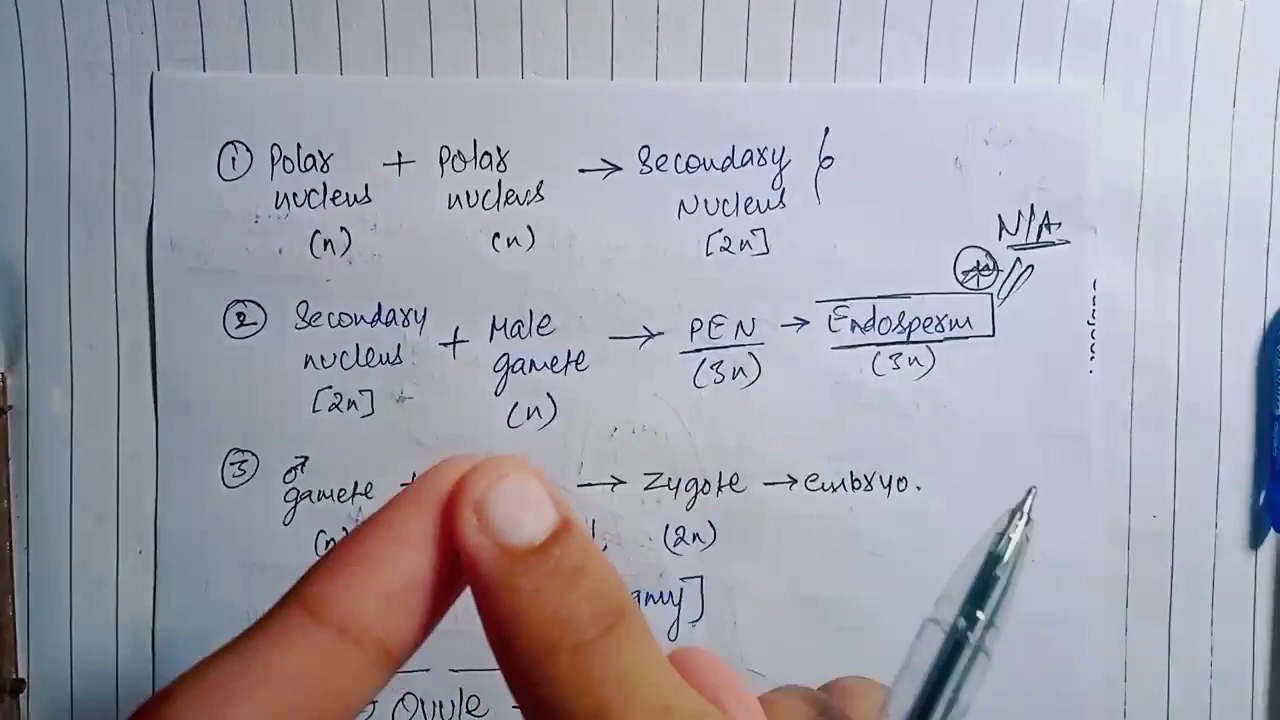 ① Polar + Polar → Secondary
nucleus nucleus Nucleus
(n) (n) [2n]
N/A
② Secondary + Male → PEN → Endosperm
nucleus gamete (3n) (3n)
[2n] (n)
③ ♂
gamete + → Zygote → embryo.
(n) (2n)
amy]
Ovule